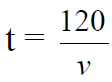 t = 120/v